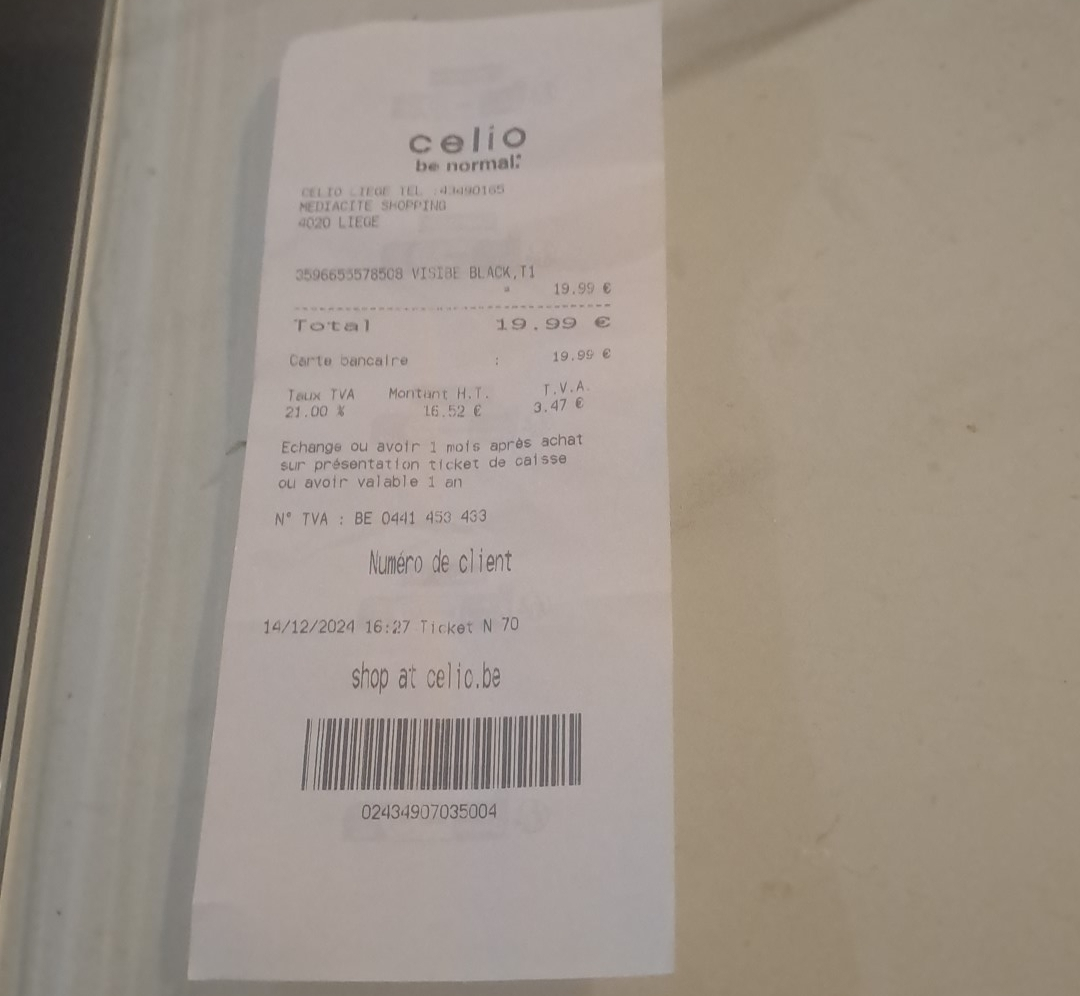 celio
be normal:
CELIO LIEGE TEL :43490165
MEDIACITE SHOPPING
4020 LIEGE
3596655578508 VISIBE BLACK,T1
19.99 €
Total 19.99 €
Carte bancaire : 19.99 €
Taux TVA Montant H.T. T.V.A.
21.00 % 16.52 € 3.47 €
Echange ou avoir 1 mois après achat
sur présentation ticket de caisse
ou avoir valable 1 an
N° TVA : BE 0441 453 433
Numéro de client
14/12/2024 16:27 Ticket N 70
shop at celio.be
02434907035004